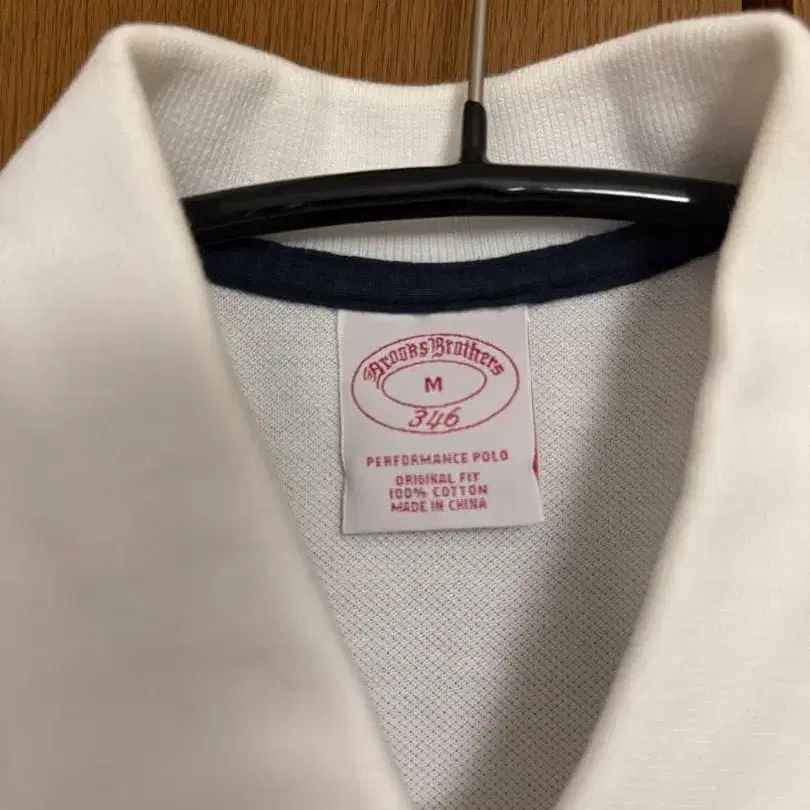 Brooks Brothers
M
346
PERFORMANCE POLO
ORIGINAL FIT
100% COTTON
MADE IN CHINA